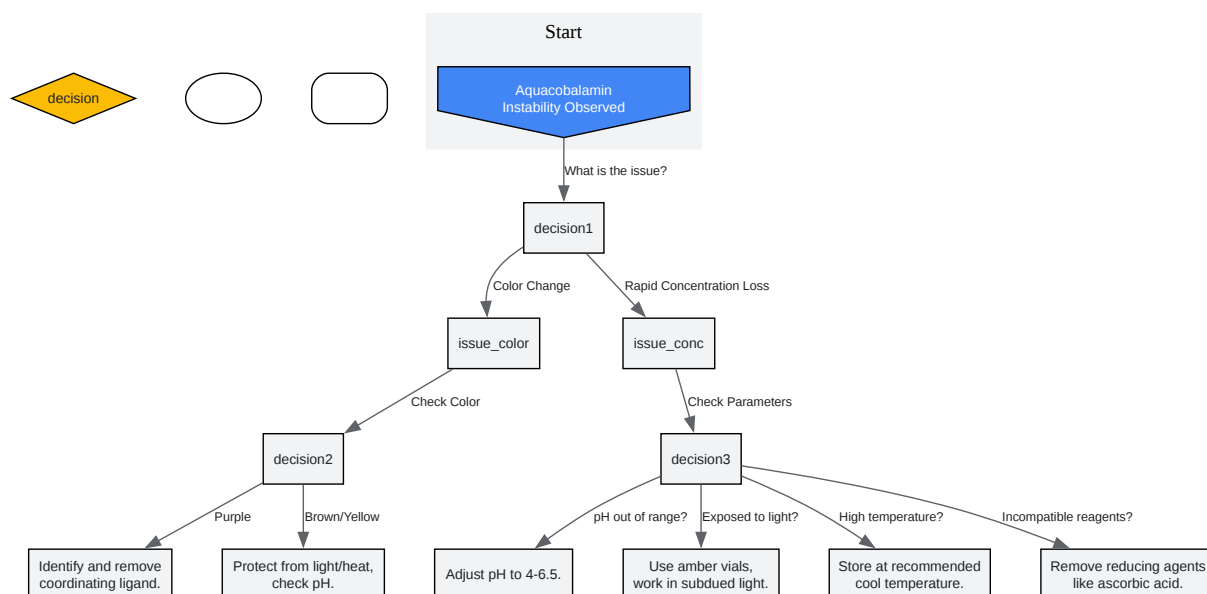 Start
decision
Aquacobalamin
Instability Observed
What is the issue?
decision1
Color Change
Rapid Concentration Loss
issue_color
issue_conc
Check Color
Check Parameters
decision2
decision3
Purple
Brown/Yellow
pH out of range?
Exposed to light?
High temperature?
Incompatible reagents?
Identify and remove
coordinating ligand.
Protect from light/heat,
check pH.
Adjust pH to 4-6.5.
Use amber vials,
work in subdued light.
Store at recommended
cool temperature.
Remove reducing agents
like ascorbic acid.